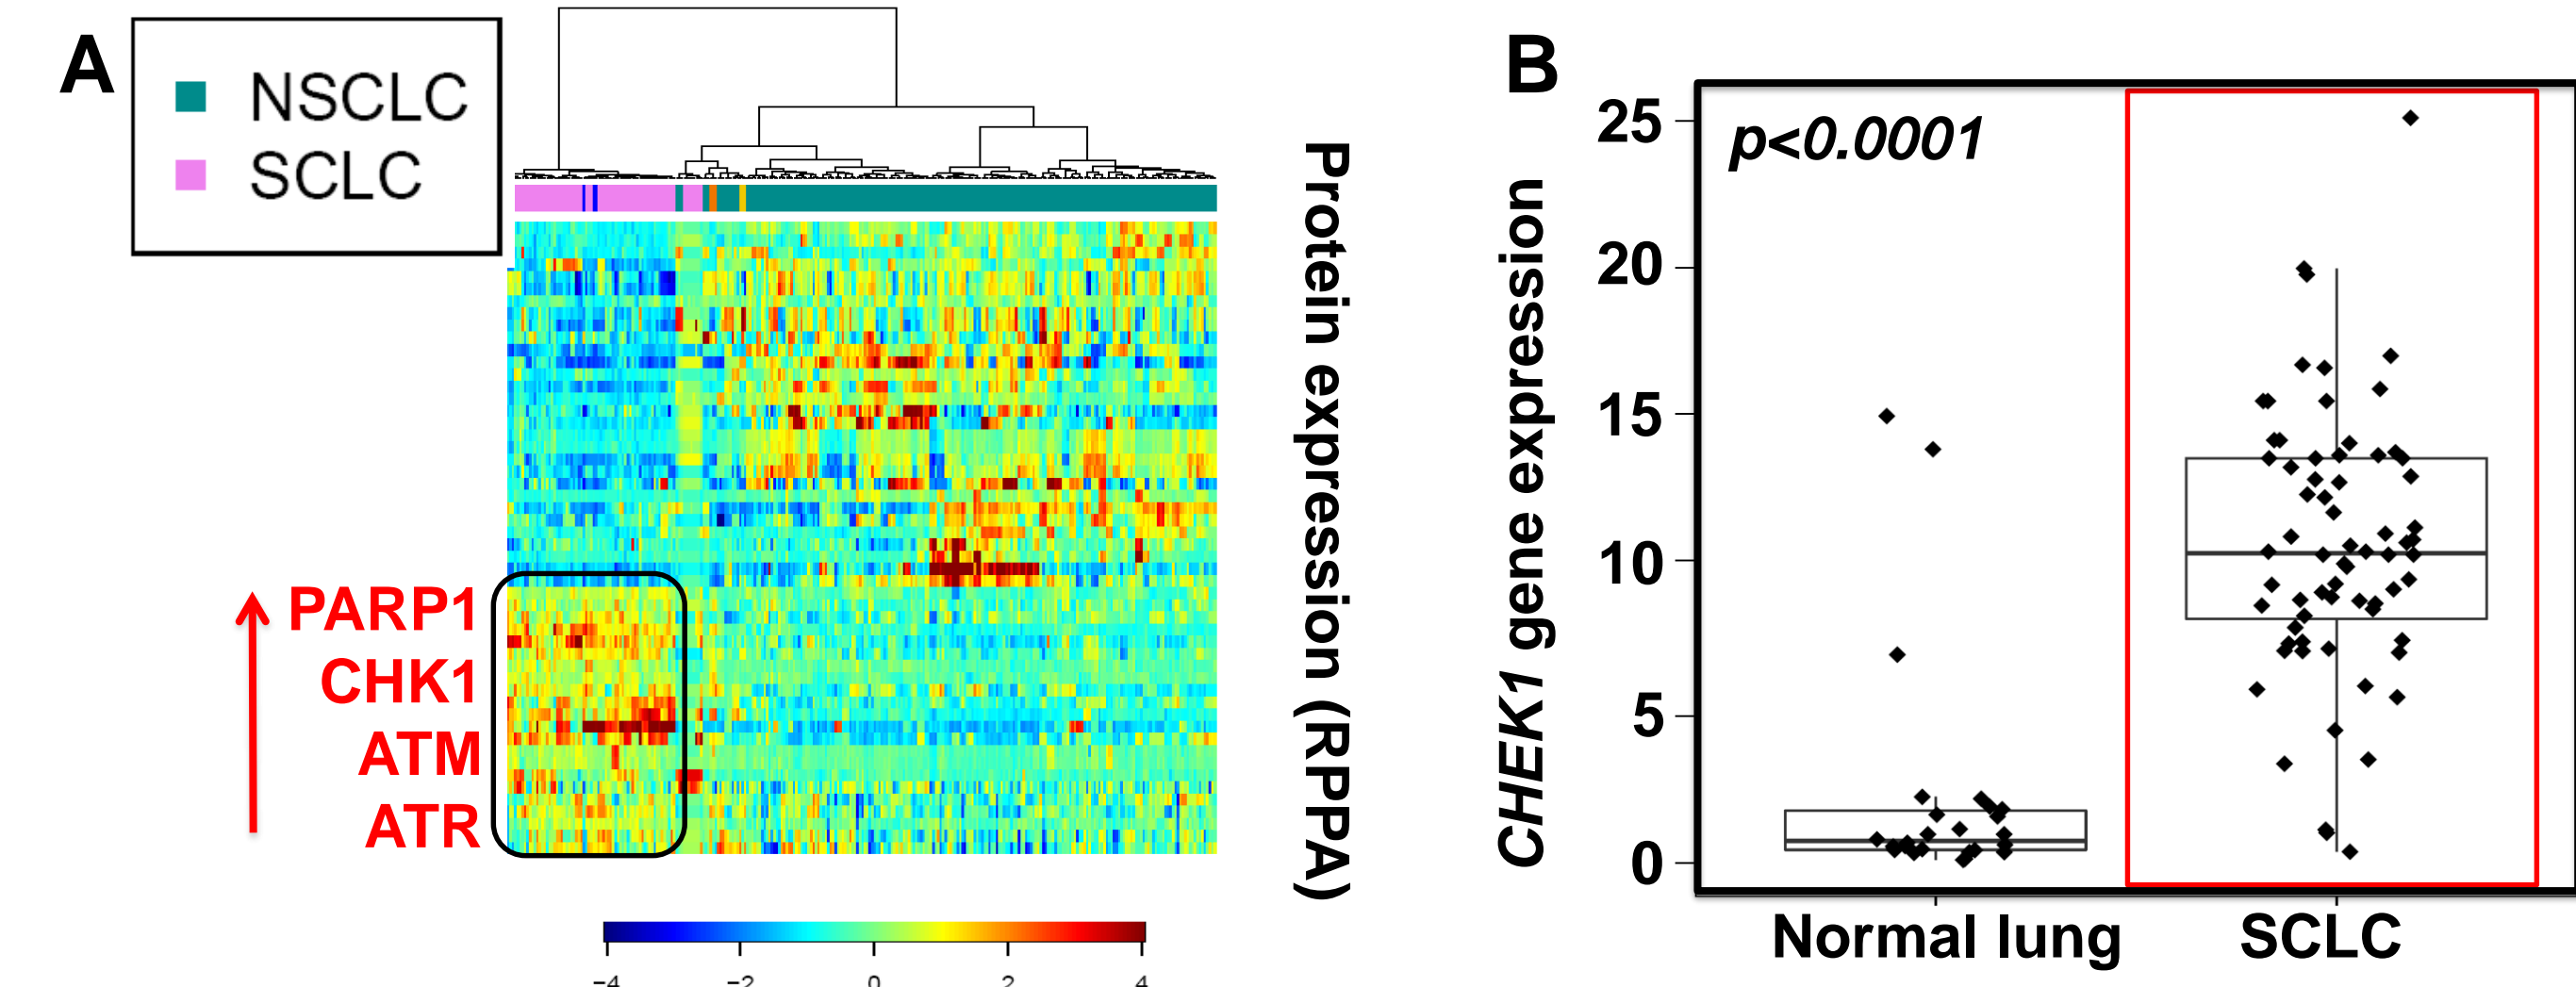 A
NSCLC
SCLC
PARP1
CHK1
ATM
ATR
Protein expression (RPPA)
−4 −2 0 2 4
B
CHEK1 gene expression
25
20
15
10
5
0
p<0.0001
Normal lung SCLC